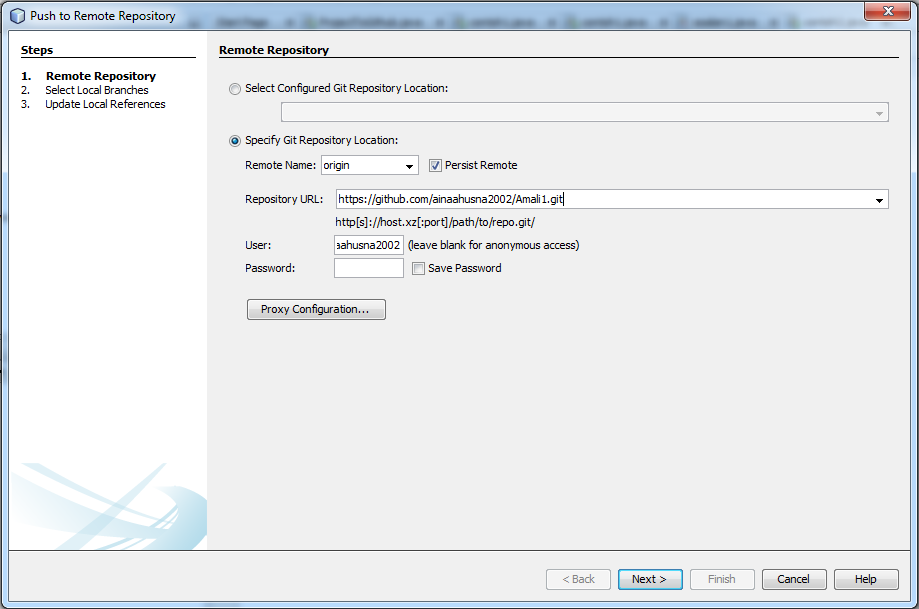 Push to Remote Repository
Steps
1. Remote Repository
2. Select Local Branches
3. Update Local References
Remote Repository
Select Configured Git Repository Location:
Specify Git Repository Location:
Remote Name: origin Persist Remote
Repository URL: https://github.com/ainaahusna2002/Amali1.git
http[s]://host.xz[:port]/path/to/repo.git/
User: aahusna2002 (leave blank for anonymous access)
Password: Save Password
Proxy Configuration...
< Back Next > Finish Cancel Help